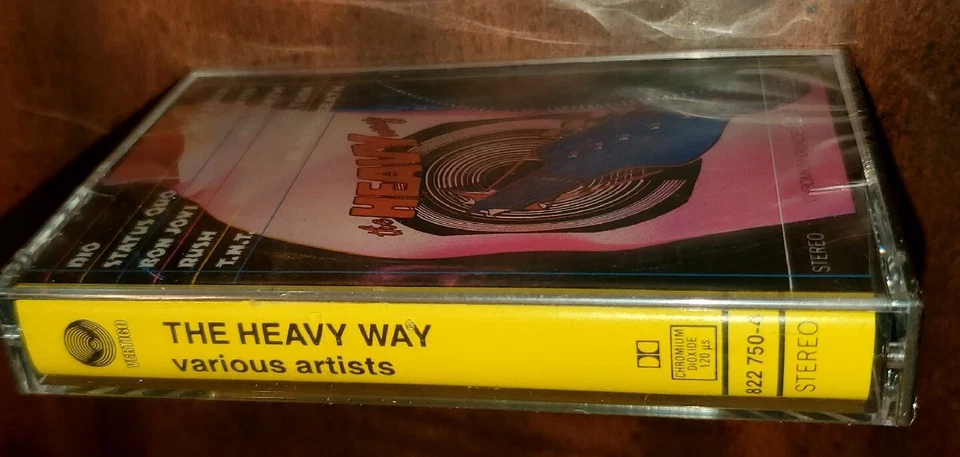 the HEAVY way
DIO
STATUS QUO
BON JOVI
RUSH
STEREO
VERTIGO
THE HEAVY WAY
various artists
CHROMIUM
DIOXIDE
120 µs
822 750-4
STEREO